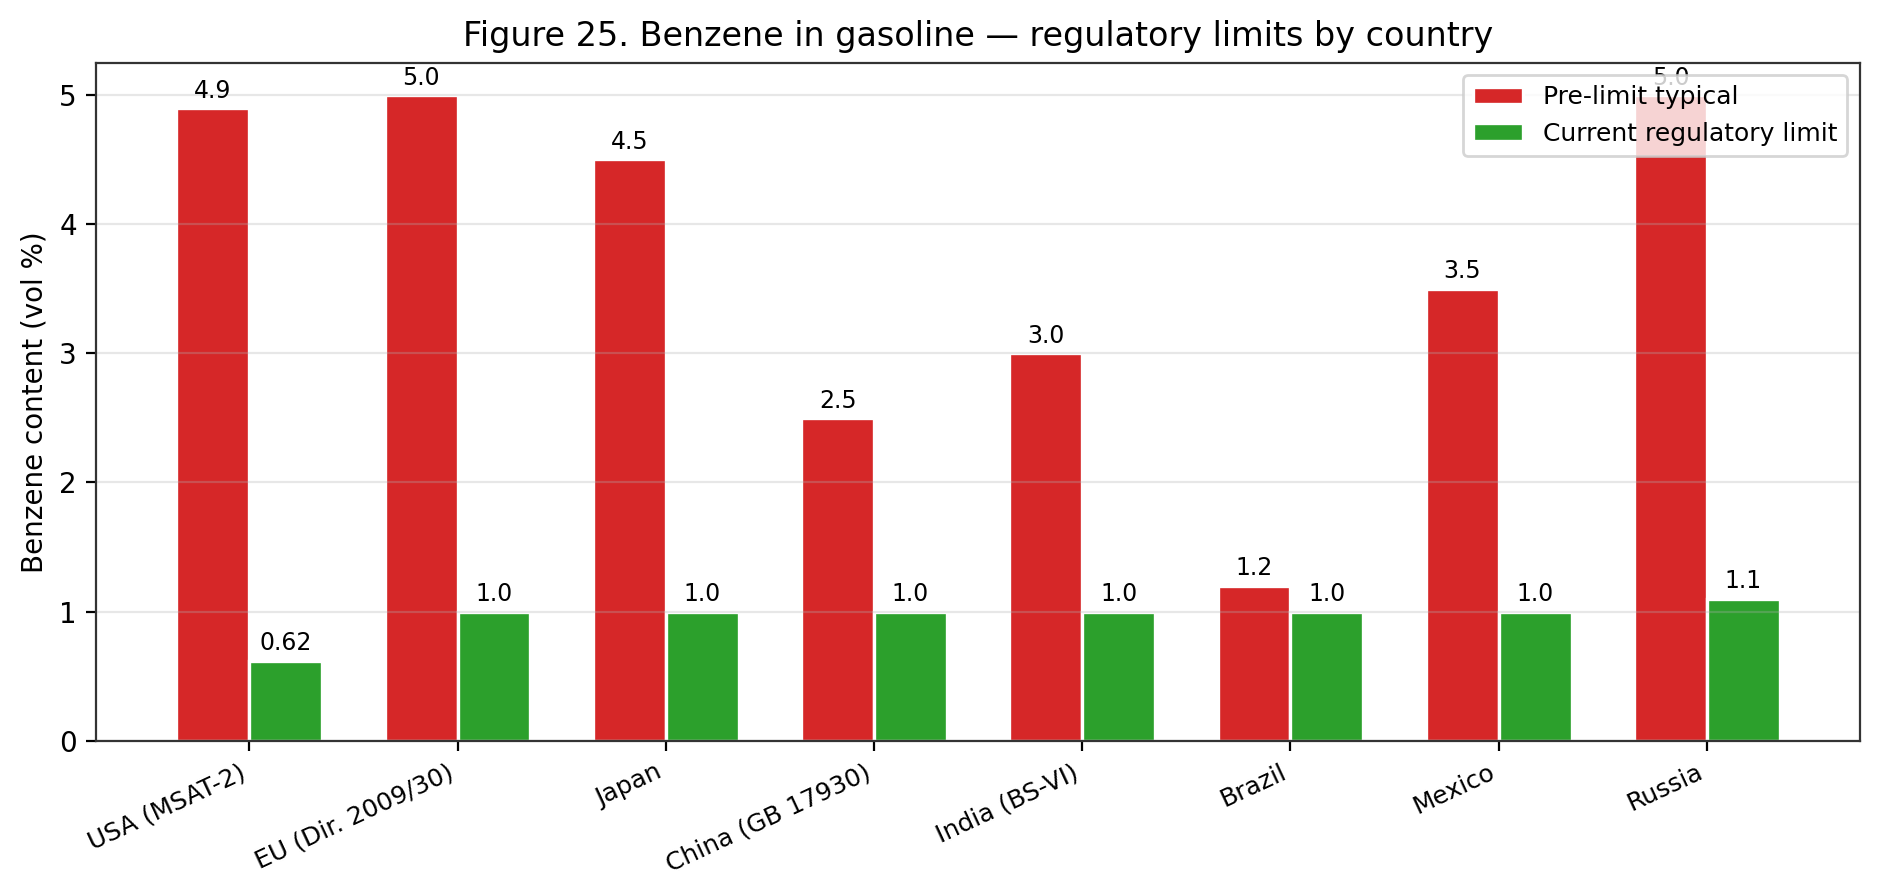 Figure 25. Benzene in gasoline — regulatory limits by country
Benzene content (vol %)
5
4
3
2
1
0
4.9
0.62
5.0
1.0
4.5
1.0
2.5
1.0
3.0
1.0
1.2
1.0
3.5
1.0
5.0
1.1
Pre-limit typical
Current regulatory limit
USA (MSAT-2)
EU (Dir. 2009/30)
Japan
China (GB 17930)
India (BS-VI)
Brazil
Mexico
Russia